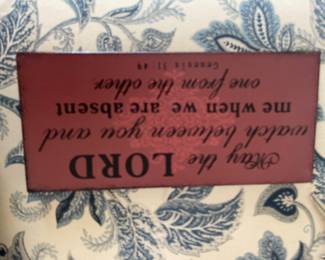 May the LORD
watch between you and
me when we are absent
one from the other
Genesis 31:49